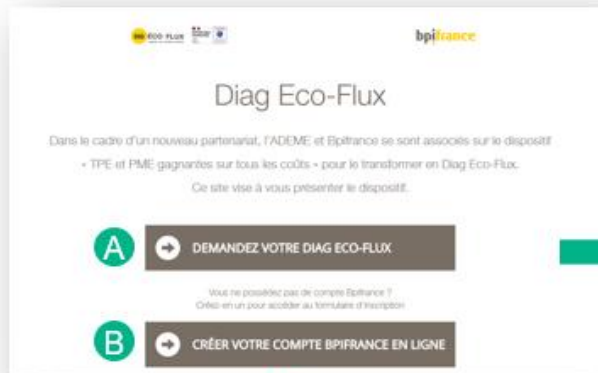 ECO FLUX
bpifrance
Diag Eco-Flux
Dans le cadre d'un nouveau partenariat, l'ADEME et Bpifrance se sont associés sur le dispositif
« TPE et PME gagnantes sur tous les coûts » pour le transformer en Diag Eco-Flux.
Ce site vise à vous présenter le dispositif.
A
DEMANDEZ VOTRE DIAG ECO-FLUX
Vous ne possédez pas de compte Bpifrance ?
Créez en un pour accéder au formulaire d'inscription
B
CRÉER VOTRE COMPTE BPIFRANCE EN LIGNE